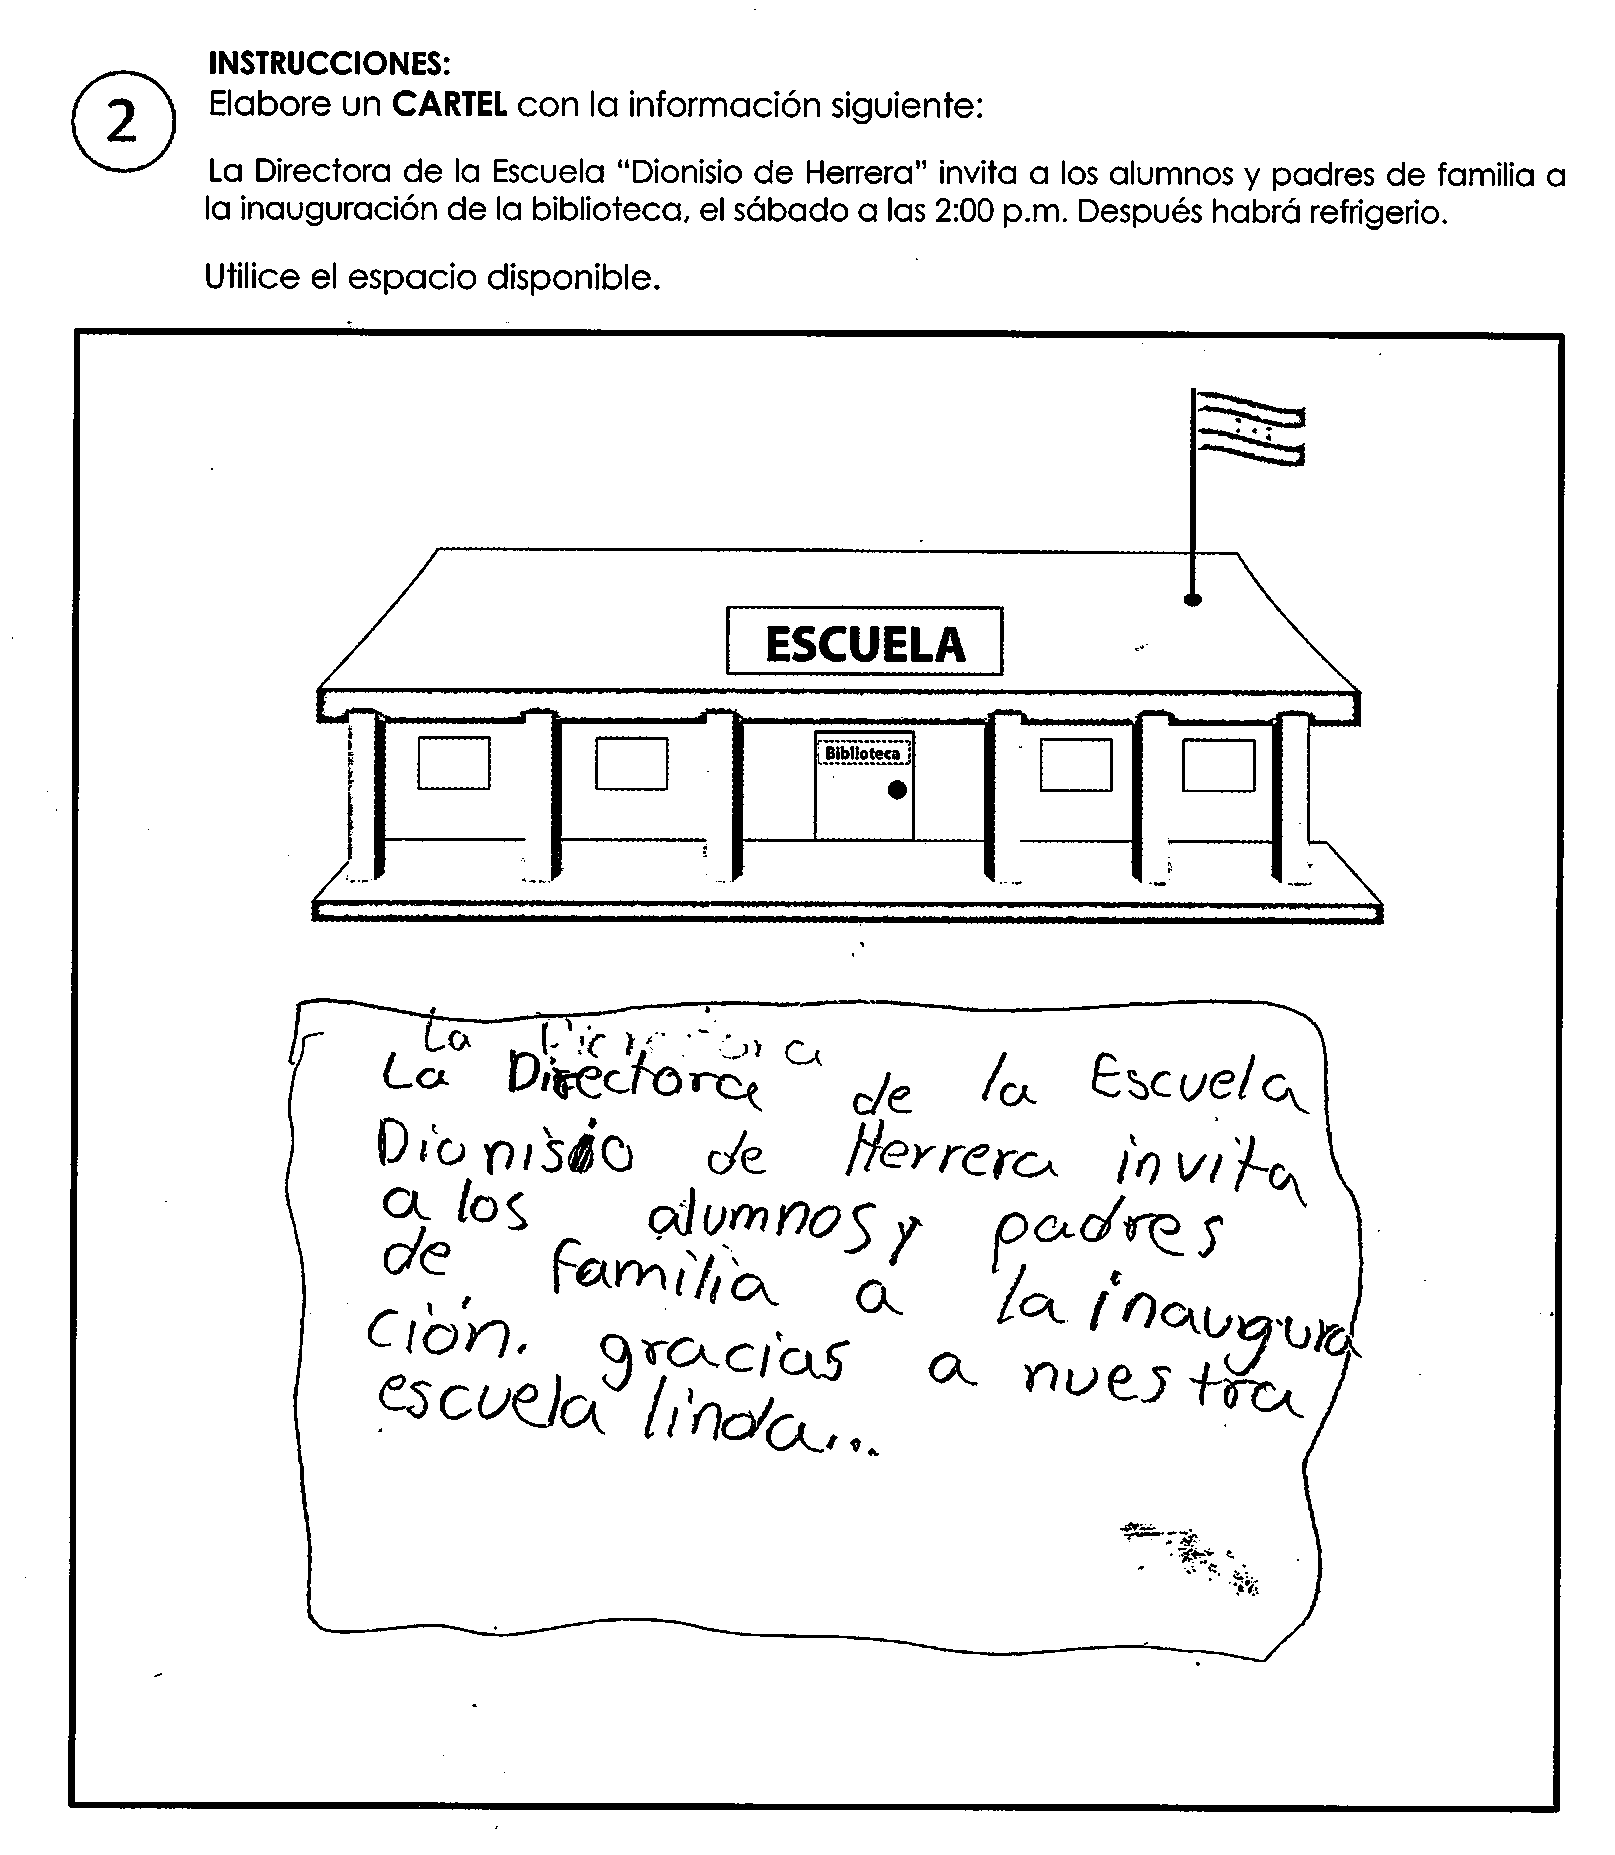 INSTRUCCIONES:
2
Elabore un CARTEL con la información siguiente:
La Directora de la Escuela “Dionisio de Herrera” invita a los alumnos y padres de familia a
la inauguración de la biblioteca, el sábado a las 2:00 p.m. Después habrá refrigerio.
Utilice el espacio disponible.
ESCUELA
Biblioteca
La Directora
La Directora de la Escuela
Dionisio de Herrera invita
a los alumnos y padres
de familia a la inaugura
ción. gracias a nuestra
escuela linda...